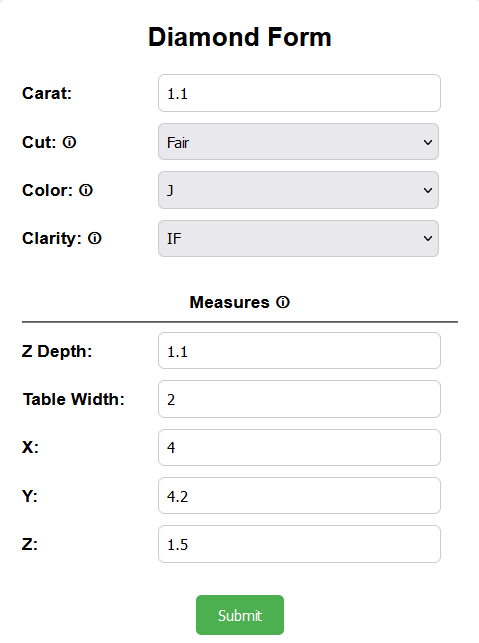 Diamond Form
Carat: 1.1
Cut: ⓘ Fair
Color: ⓘ J
Clarity: ⓘ IF
Measures ⓘ
Z Depth: 1.1
Table Width: 2
X: 4
Y: 4.2
Z: 1.5
Submit